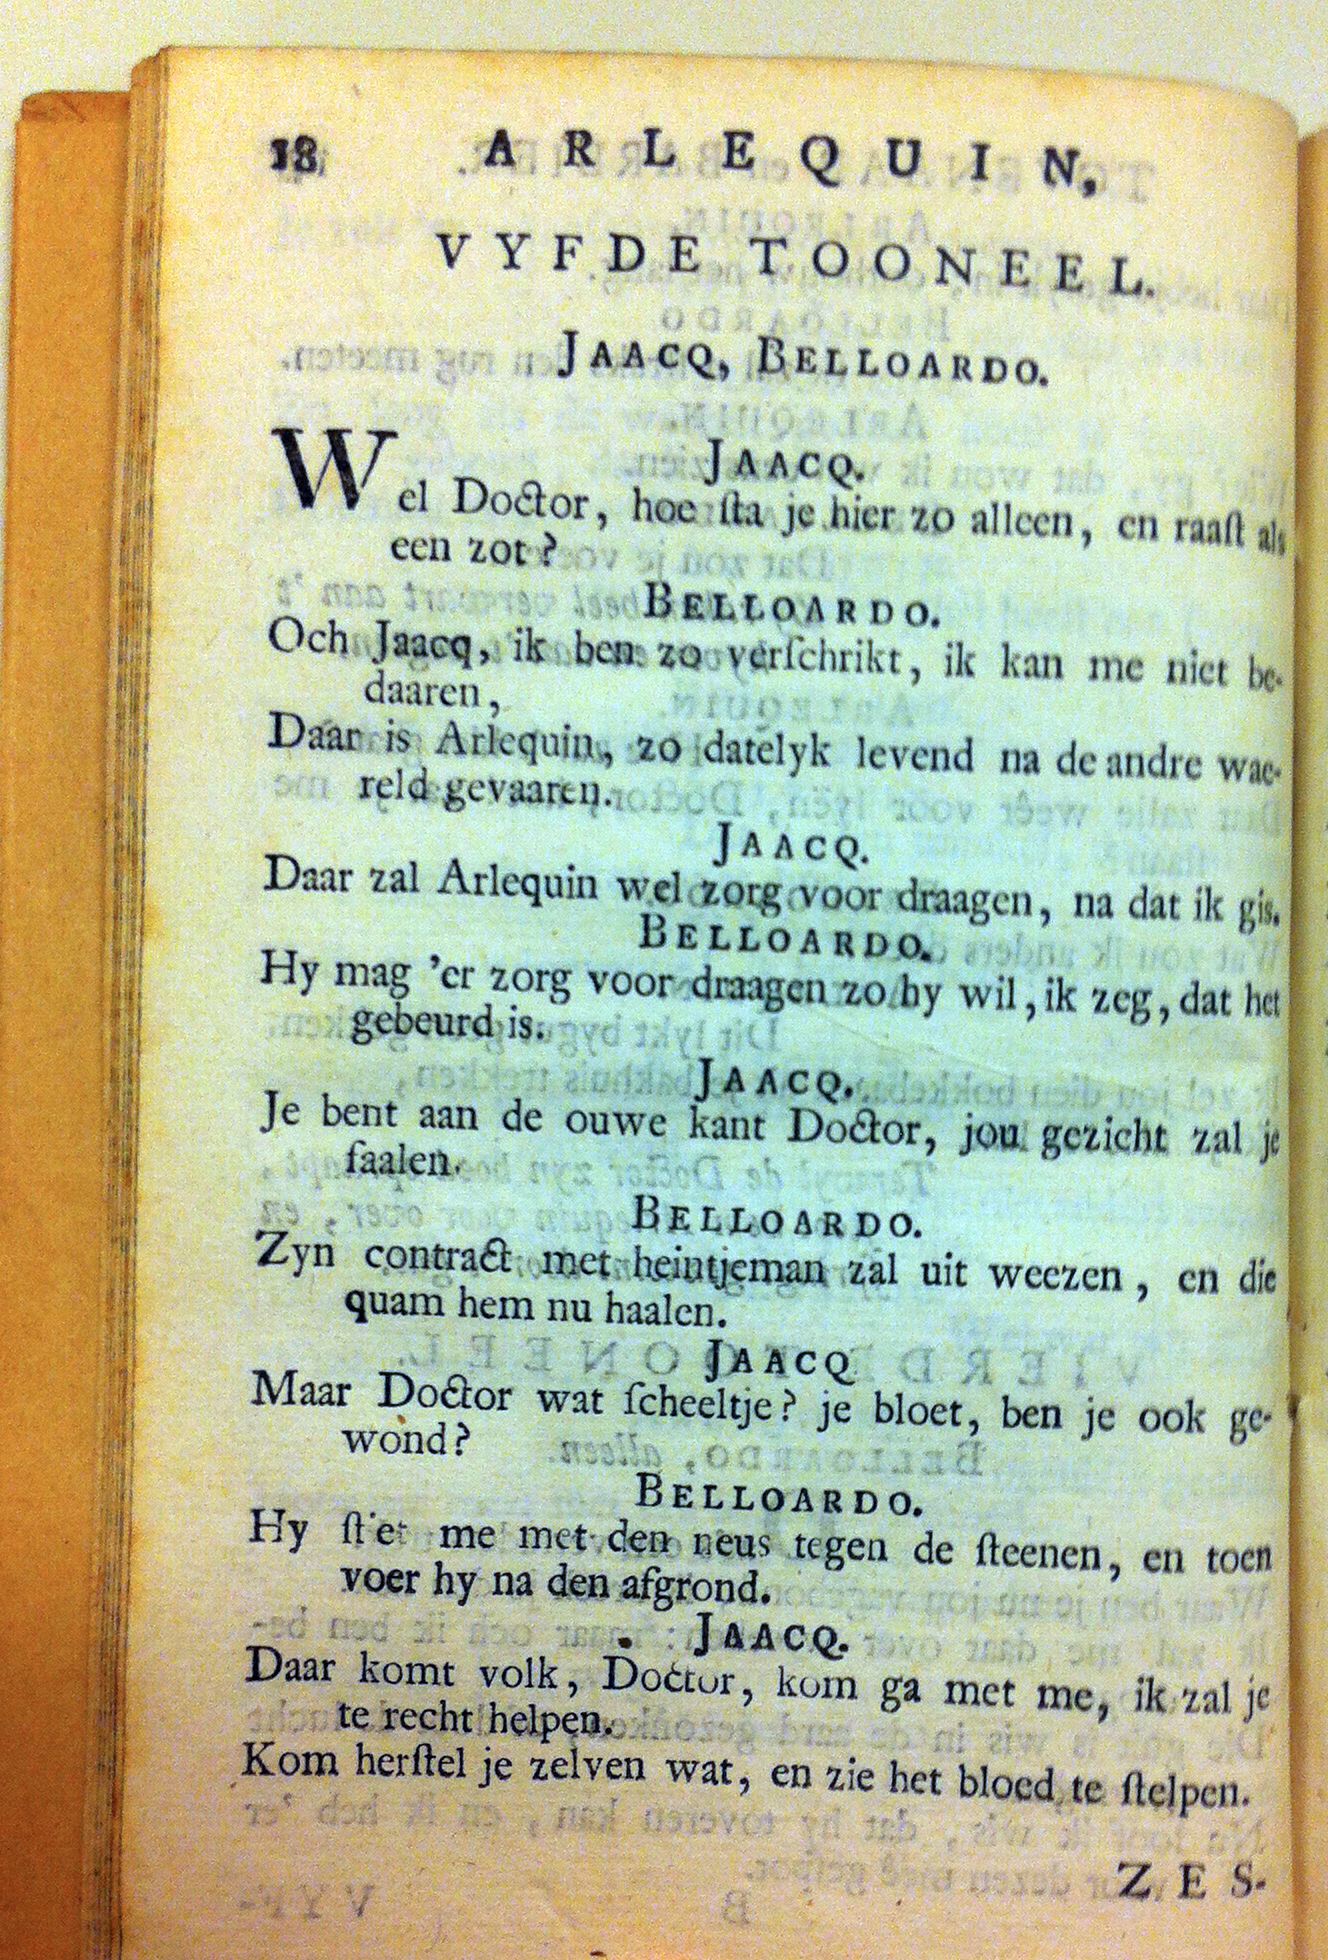 18 ARLEQUIN,
VYFDE TOONEEL.
JAACQ, BELLOARDO.
JAACQ.
Wel Doctor, hoe ſta je hier zo alleen, en raaſt als
een zot?
BELLOARDO.
Och Jaacq, ik ben zo verſchrikt, ik kan me niet be-
daaren,
Daar is Arlequin, zo datelyk levend na de andre wae-
reld gevaaren.
JAACQ.
Daar zal Arlequin wel zorg voor draagen, na dat ik gis.
BELLOARDO.
Hy mag 'er zorg voor draagen zo hy wil, ik zeg, dat het
gebeurd is.
JAACQ.
Je bent aan de ouwe kant Doctor, jou gezicht zal je
faalen.
BELLOARDO.
Zyn contract met heintjeman zal uit weezen, en die
quam hem nu haalen.
JAACQ
Maar Doctor wat ſcheeltje? je bloet, ben je ook ge-
wond?
BELLOARDO.
Hy ſtiet me met den neus tegen de ſteenen, en toen
voer hy na den afgrond.
JAACQ.
Daar komt volk, Doctor, kom ga met me, ik zal je
te recht helpen.
Kom herſtel je zelven wat, en zie het bloed te ſtelpen.
ZES-